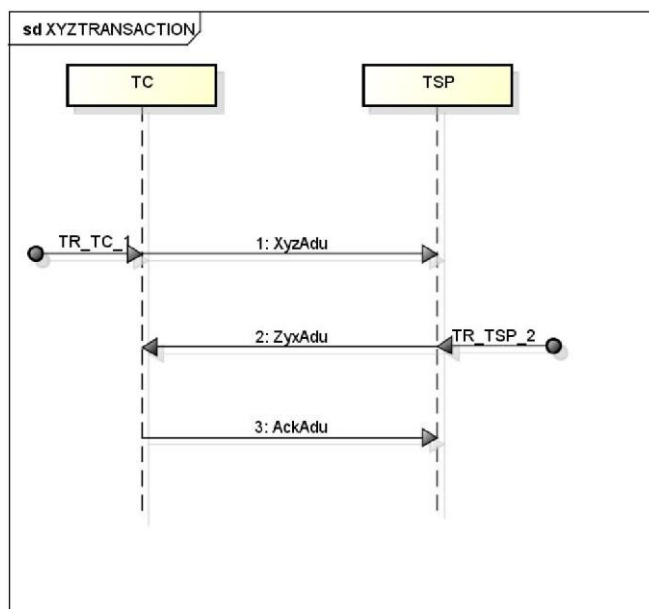 sd XYZTRANSACTION
TC
TSP
TR_TC_1
1: XyzAdu
2: ZyxAdu
TR_TSP_2
3: AckAdu